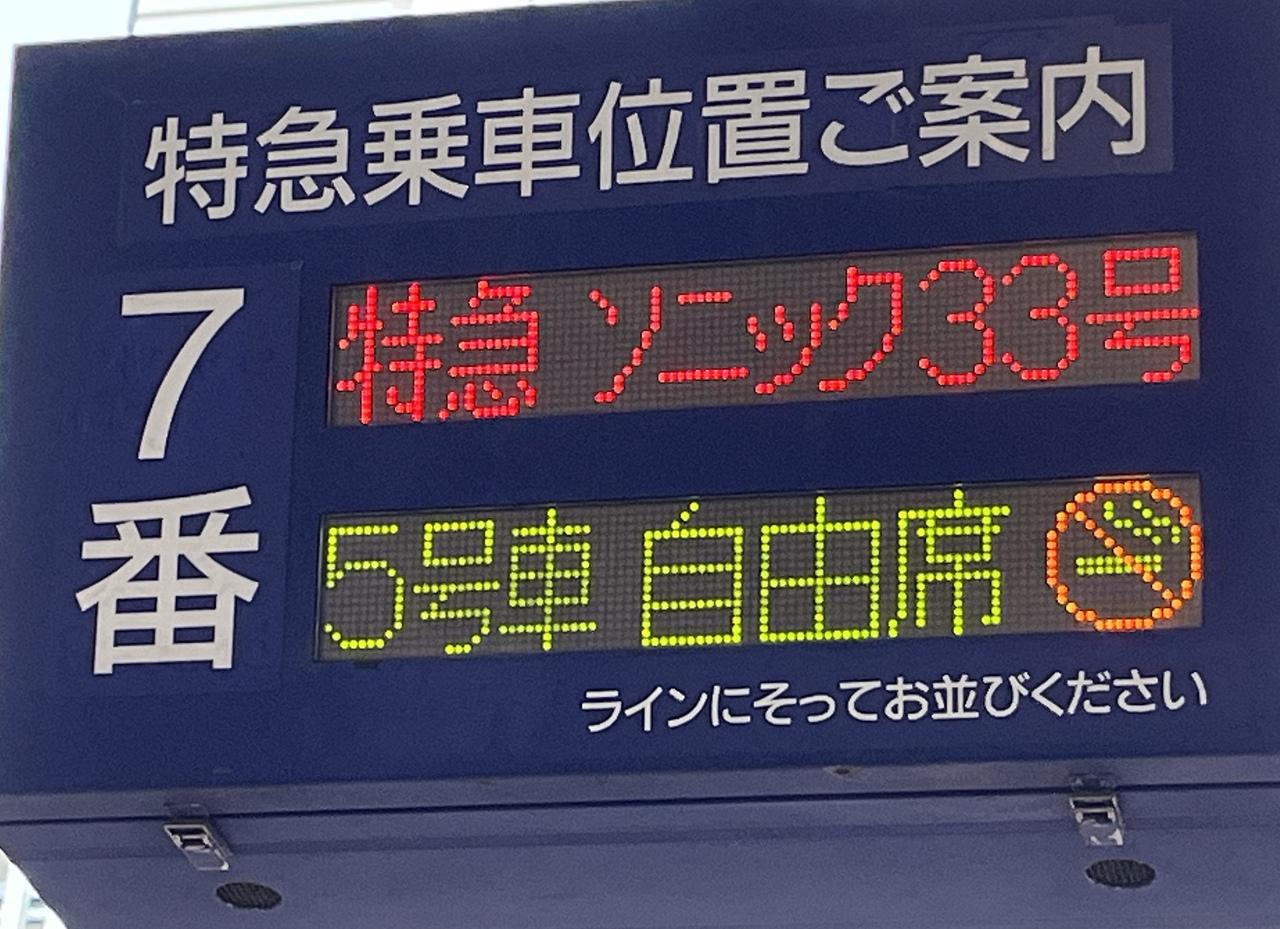 特急乗車位置ご案内
7番
特急 ソニック33号
5号車 自由席
ラインにそってお並びください